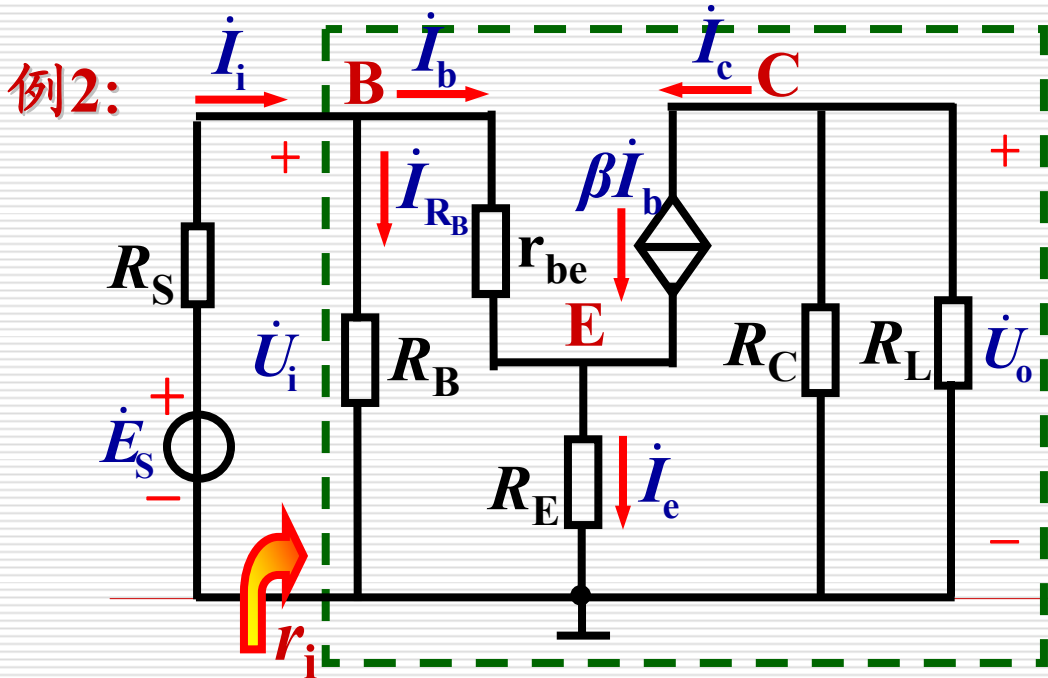 例2:
İi
B
İb
İc
C
+
İRB
βİb
+
RS
rbe
E
U̇i
RB
RC
RL
U̇o
+
ĖS
−
RE
İe
−
ri